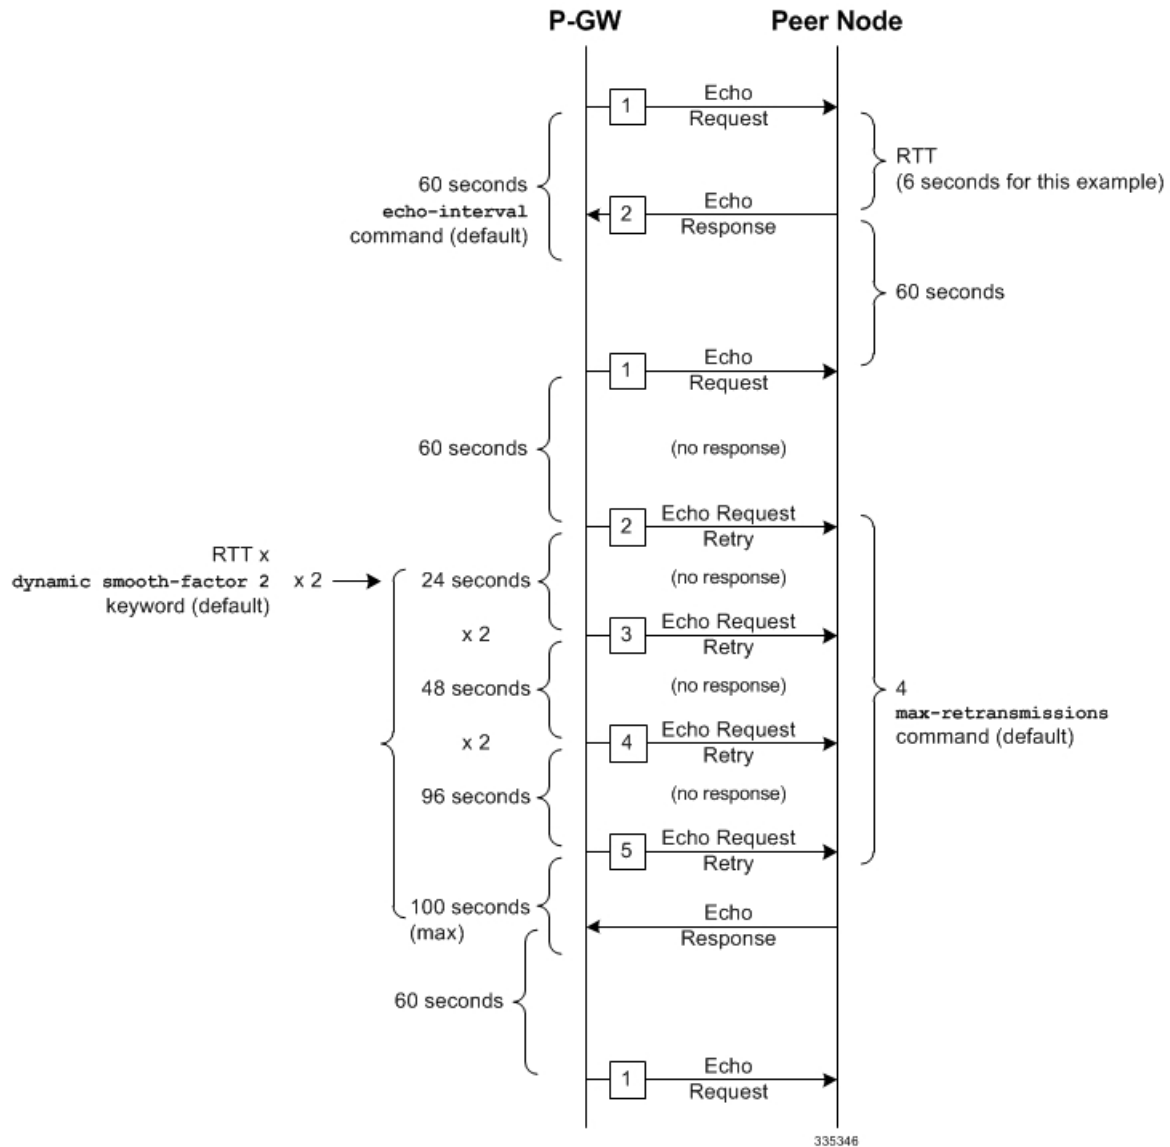 P-GW
Peer Node
1
Echo
Request
RTT
(6 seconds for this example)
60 seconds
echo-interval
command (default)
2
Echo
Response
60 seconds
1
Echo
Request
60 seconds
(no response)
2
Echo Request
Retry
RTT x
dynamic smooth-factor 2
keyword (default)
x 2
24 seconds
(no response)
x 2
3
Echo Request
Retry
48 seconds
(no response)
4
max-retransmissions
command (default)
x 2
4
Echo Request
Retry
96 seconds
(no response)
5
Echo Request
Retry
100 seconds
(max)
Echo
Response
60 seconds
1
Echo
Request
335346